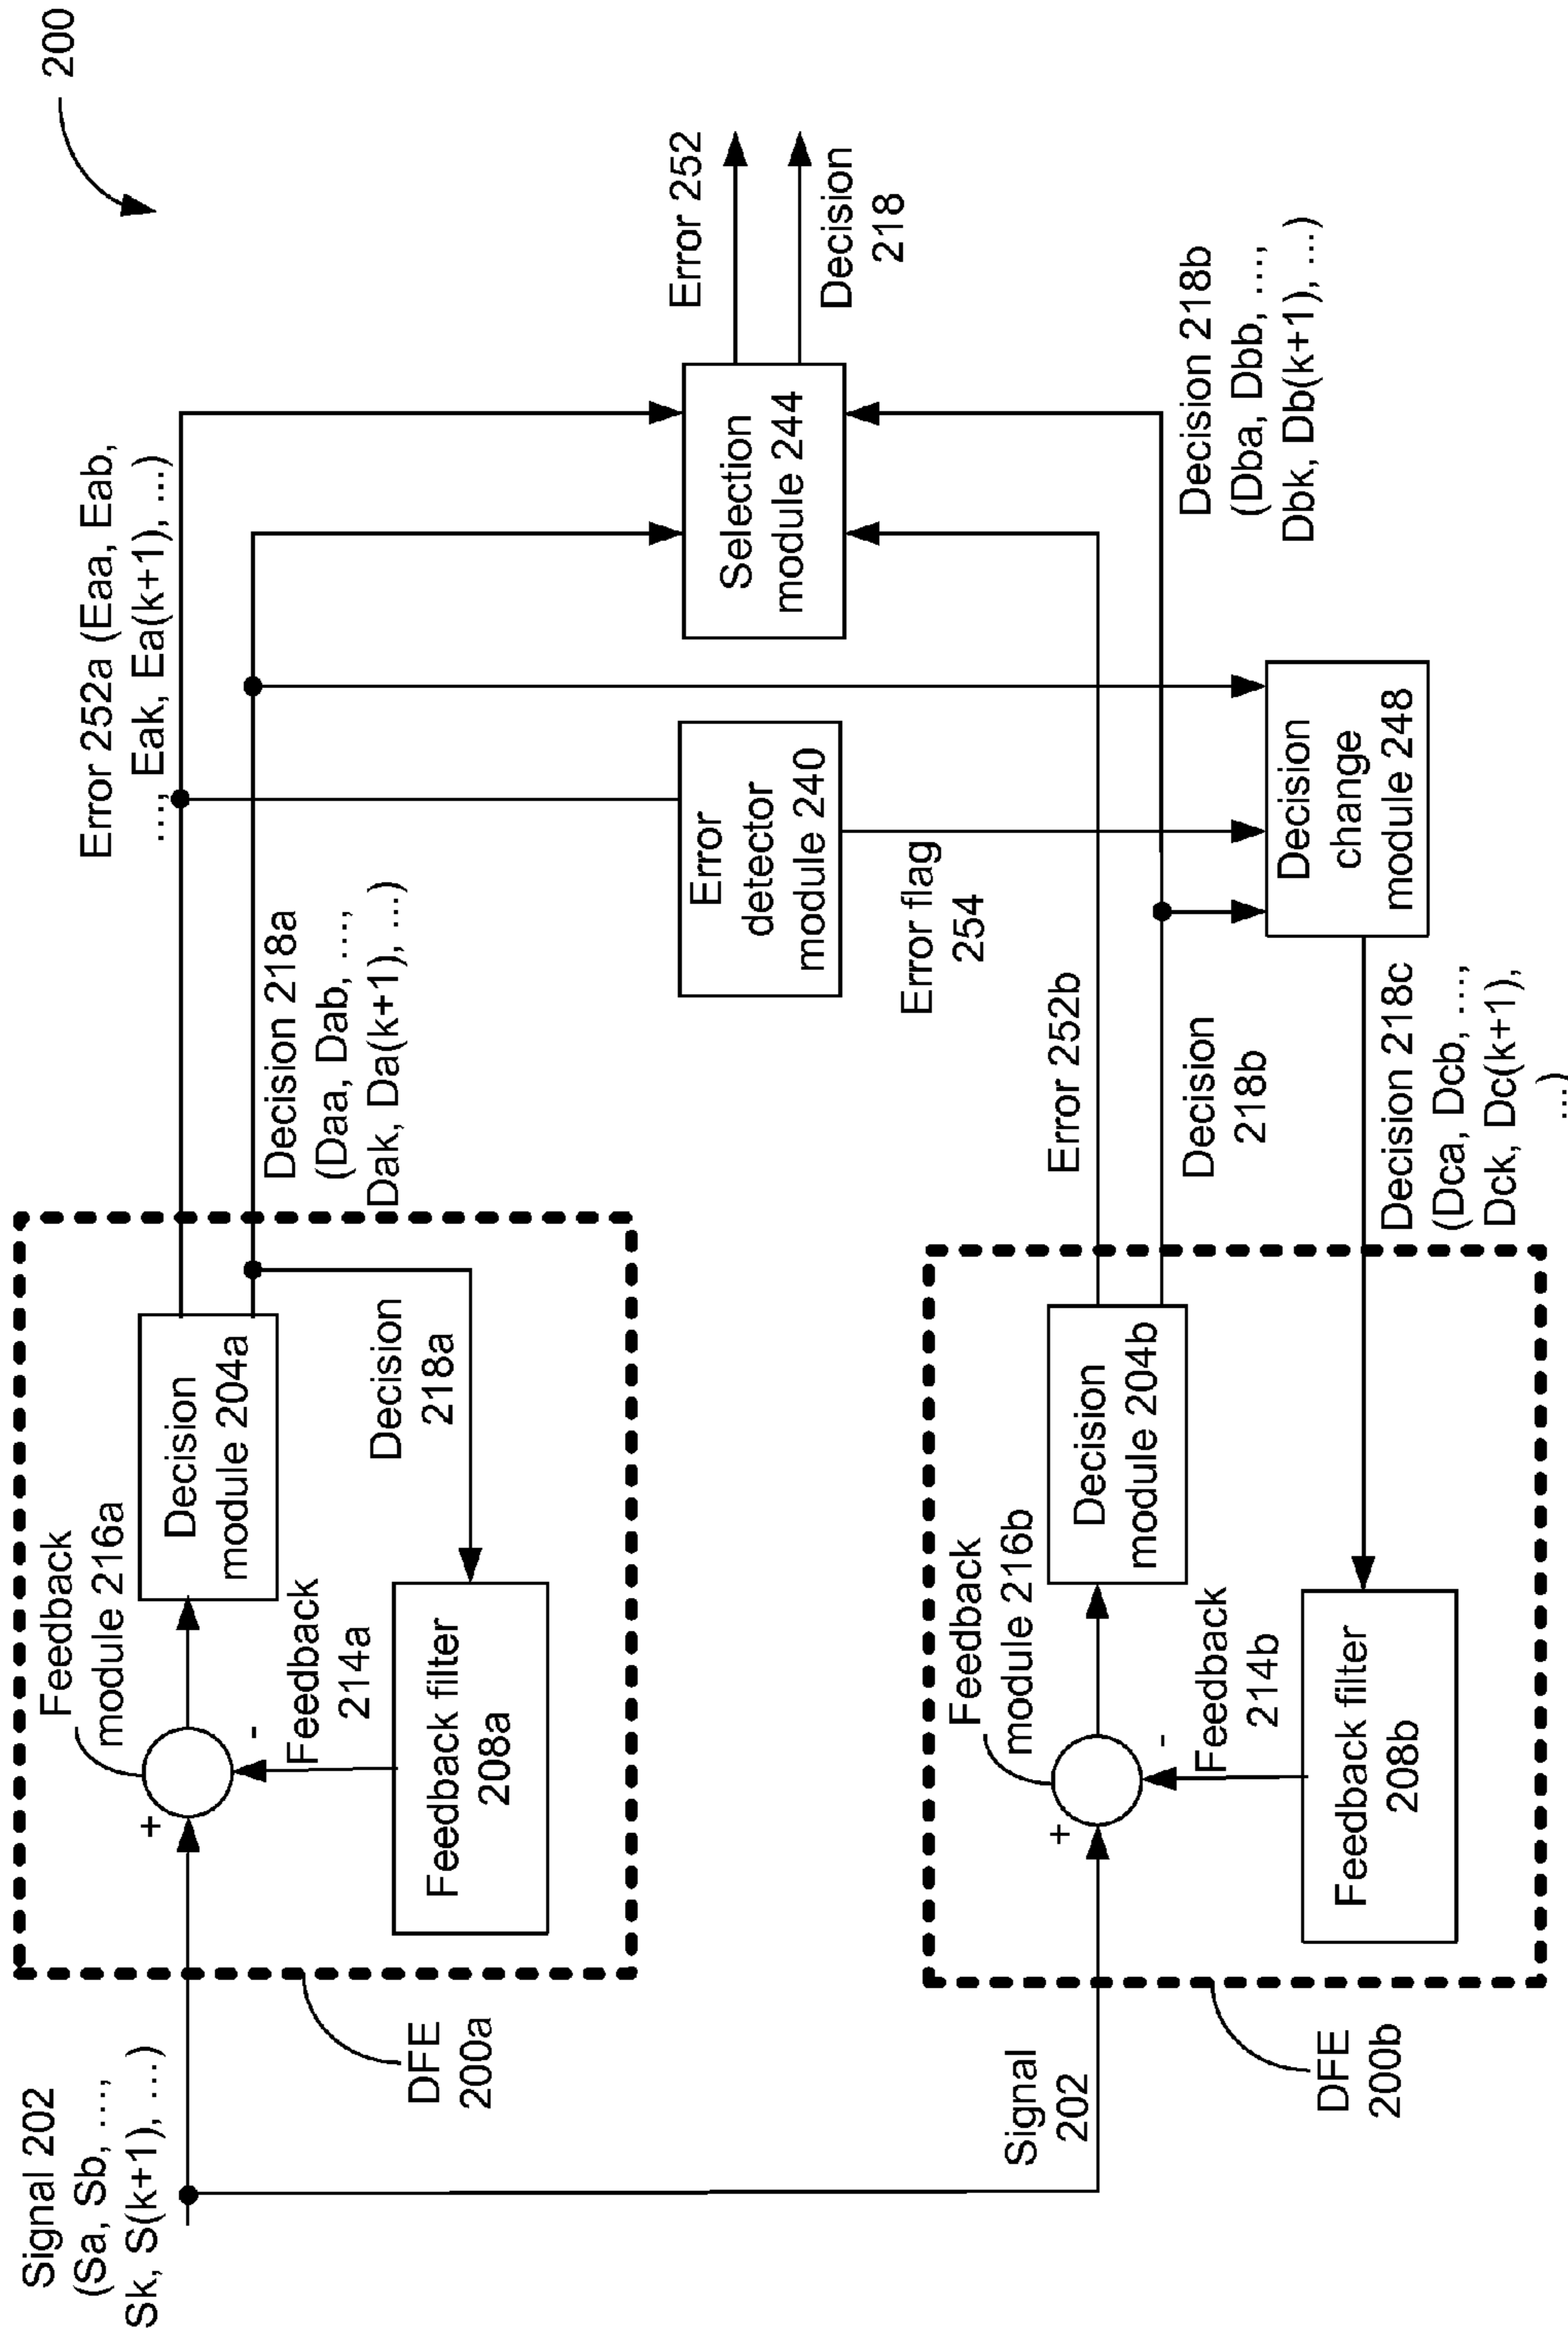 200
Signal 202
(Sa, Sb, ...,
Sk, S(k+1), ...)
DFE
200a
Feedback
module 216a
+
-
Feedback
214a
Feedback filter
208a
Decision
module 204a
Decision
218a
Error 252a (Eaa, Eab,
..., Eak, Ea(k+1), ...)
Decision 218a
(Daa, Dab, ...,
Dak, Da(k+1), ...)
Error
detector
module 240
Error flag
254
Selection
module 244
Error 252
Decision
218
Signal
202
DFE
200b
Feedback
module 216b
+
-
Feedback
214b
Feedback filter
208b
Decision
module 204b
Error 252b
Decision
218b
Decision 218b
(Dba, Dbb, ...,
Dbk, Db(k+1), ...)
Decision
change
module 248
Decision 218c
(Dca, Dcb, ...,
Dck, Dc(k+1),
...)